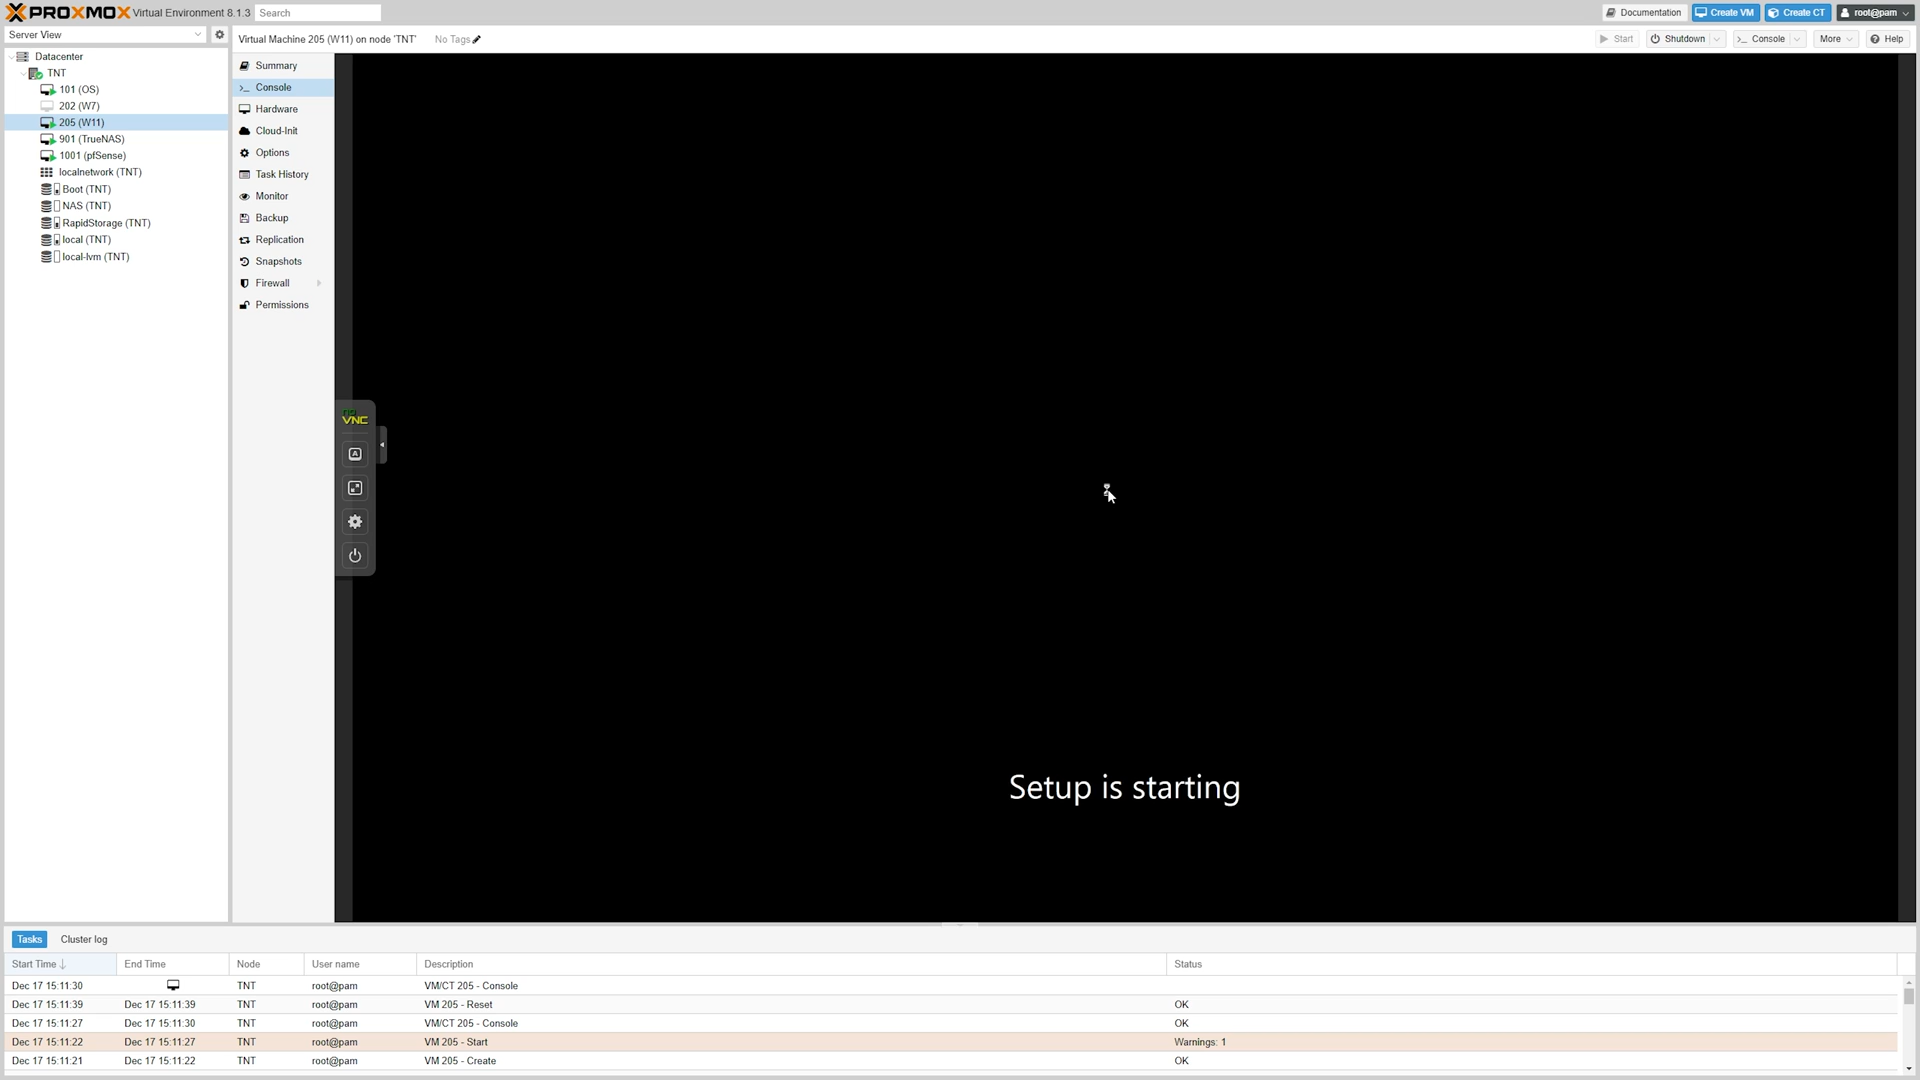 PROXMOX Virtual Environment 8.1.3 Search Documentation Create VM Create CT root@pam
Server View
Virtual Machine 205 (W11) on node 'TNT' No Tags Start Shutdown >_ Console More Help
Datacenter
TNT
101 (OS)
202 (W7)
205 (W11)
901 (TrueNAS)
1001 (pfSense)
localnetwork (TNT)
Boot (TNT)
NAS (TNT)
RapidStorage (TNT)
local (TNT)
local-lvm (TNT)
Summary
>_ Console
Hardware
Cloud-Init
Options
Task History
Monitor
Backup
Replication
Snapshots
Firewall
Permissions
no
VNC
A
Setup is starting
Tasks Cluster log
Start Time End Time Node User name Description Status
Dec 17 15:11:30 TNT root@pam VM/CT 205 - Console
Dec 17 15:11:39 Dec 17 15:11:39 TNT root@pam VM 205 - Reset OK
Dec 17 15:11:27 Dec 17 15:11:30 TNT root@pam VM/CT 205 - Console OK
Dec 17 15:11:22 Dec 17 15:11:27 TNT root@pam VM 205 - Start Warnings: 1
Dec 17 15:11:21 Dec 17 15:11:22 TNT root@pam VM 205 - Create OK